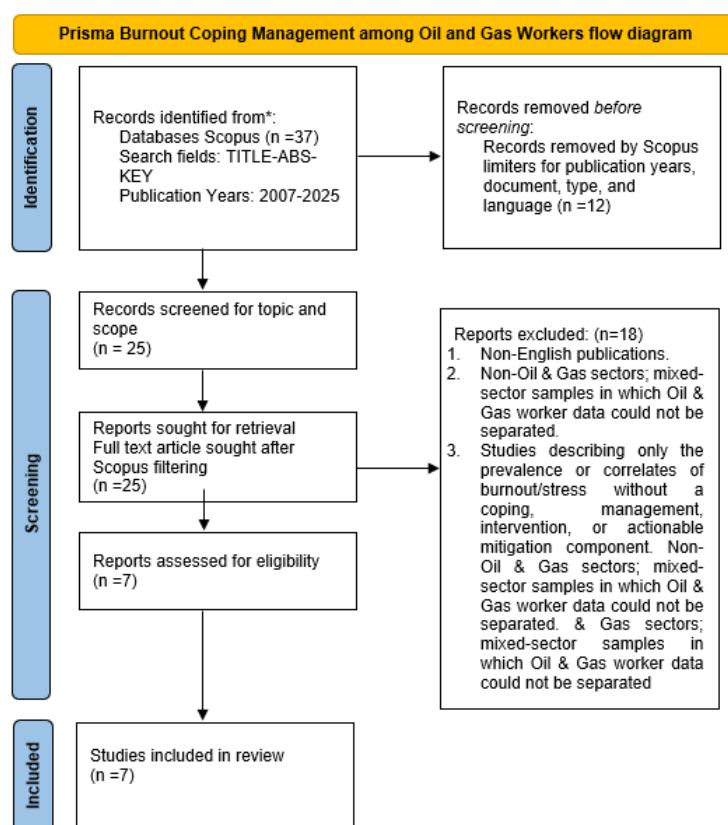 Prisma Burnout Coping Management among Oil and Gas Workers flow diagram
Identification
Records identified from*:
Databases Scopus (n =37)
Search fields: TITLE-ABS-
KEY
Publication Years: 2007-2025
Records removed before
screening:
Records removed by Scopus
limiters for publication years,
document, type, and
language (n =12)
Screening
Records screened for topic and
scope
(n = 25)
Reports sought for retrieval
Full text article sought after
Scopus filtering
(n =25)
Reports assessed for eligibility
(n =7)
Reports excluded: (n=18)
1. Non-English publications.
2. Non-Oil & Gas sectors; mixed-
sector samples in which Oil &
Gas worker data could not be
separated.
3. Studies describing only the
prevalence or correlates of
burnout/stress without a
coping, management,
intervention, or actionable
mitigation component. Non-
Oil & Gas sectors; mixed-
sector samples in which Oil &
Gas worker data could not be
separated. & Gas sectors;
mixed-sector samples in
which Oil & Gas worker data
could not be separated
Included
Studies included in review
(n =7)